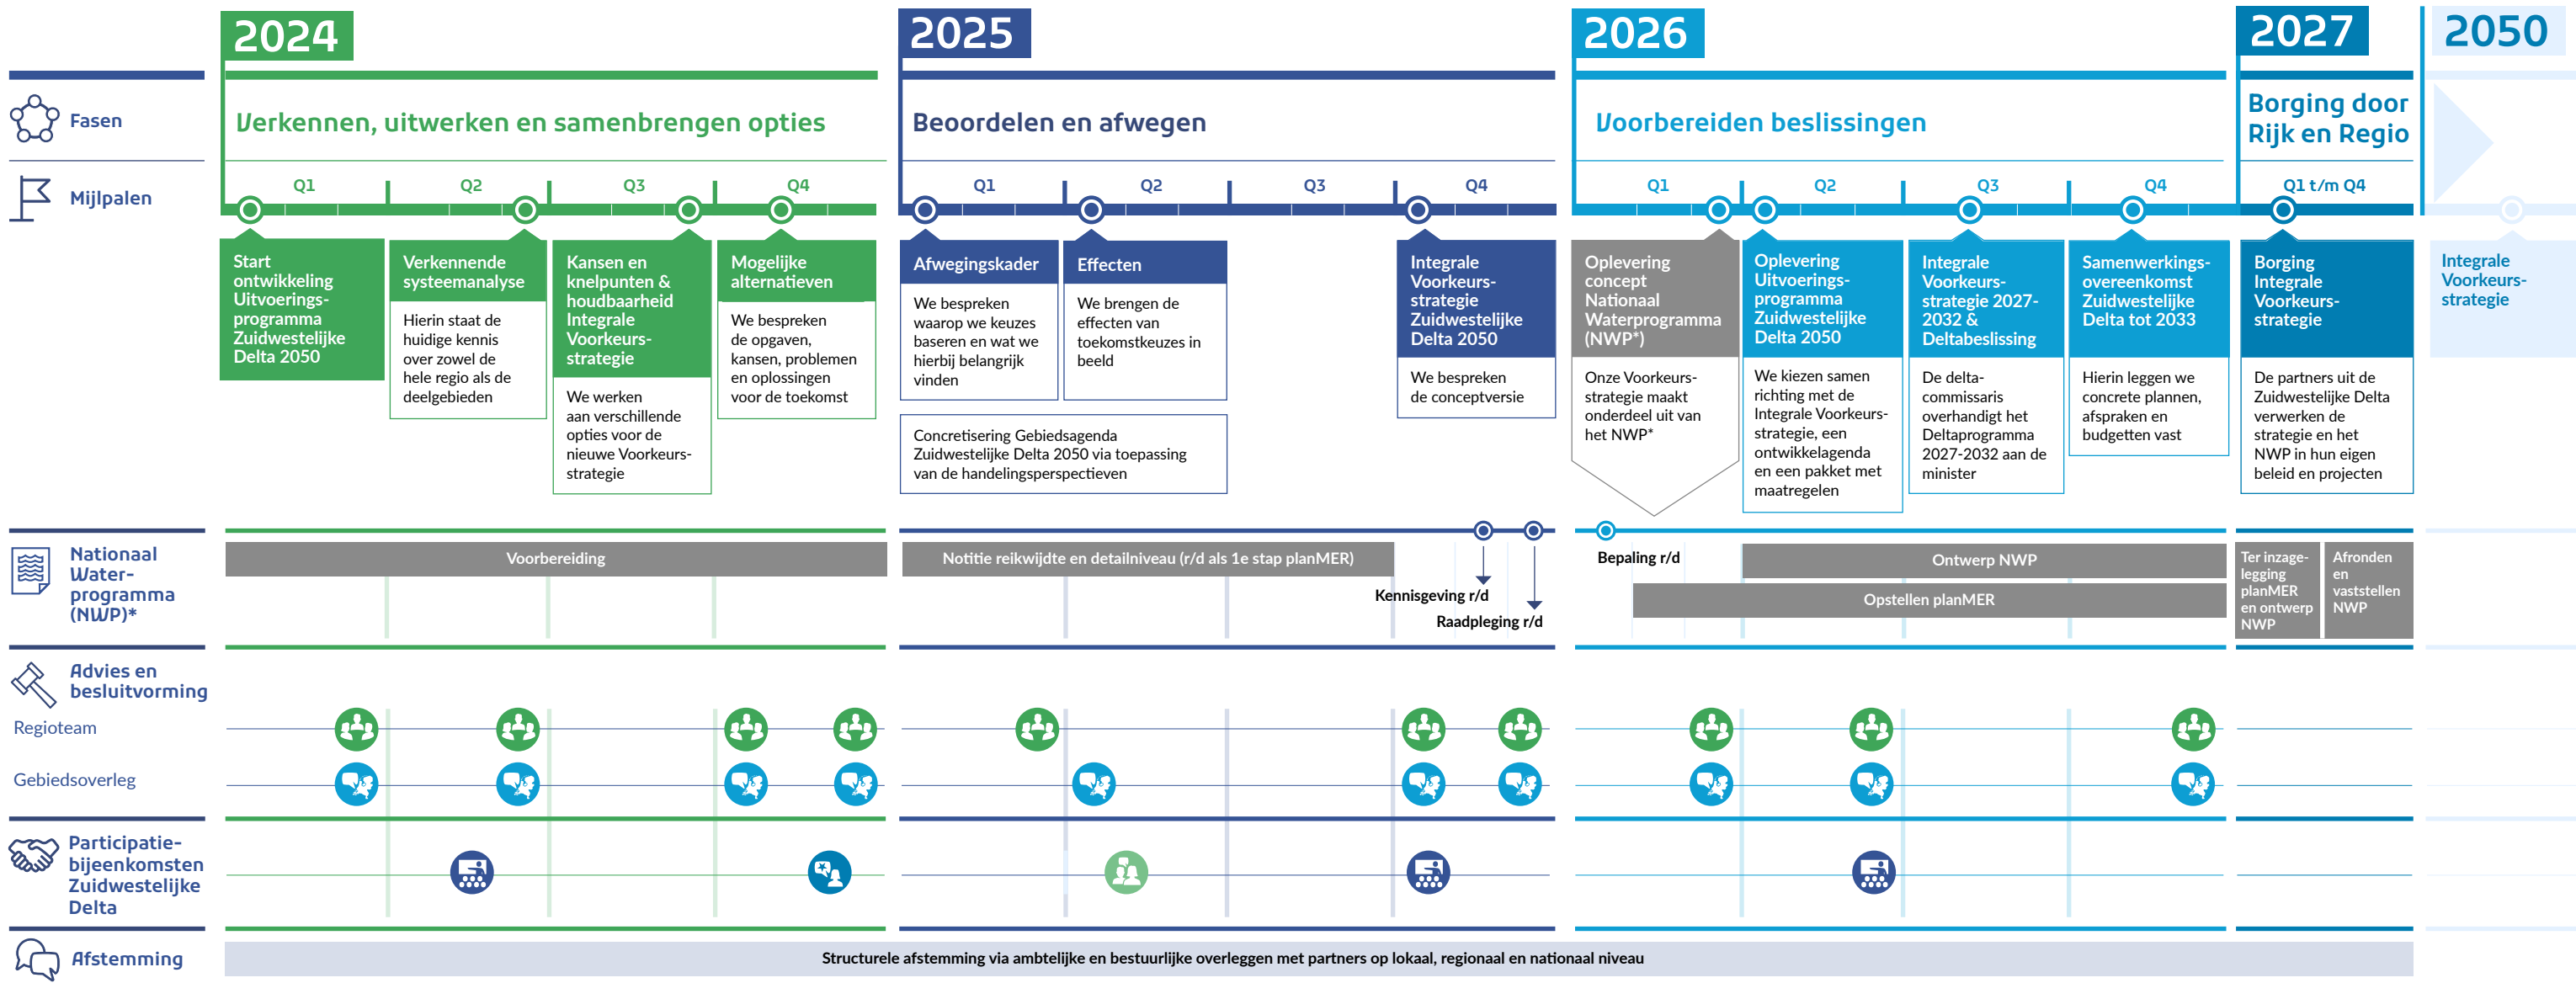 2024
2025
2026
2027
2050
Fasen
Verkennen, uitwerken en samenbrengen opties
Beoordelen en afwegen
Voorbereiden beslissingen
Borging door
Rijk en Regio
Mijlpalen
Q1
Q2
Q3
Q4
Q1
Q2
Q3
Q4
Q1
Q2
Q3
Q4
Q1 t/m Q4
Start
ontwikkeling
Uitvoerings-
programma
Zuidwestelijke
Delta 2050
Verkennende
systeemanalyse
Hierin staat de
huidige kennis
over zowel de
hele regio als de
deelgebieden
Kansen en
knelpunten &
houdbaarheid
Integrale
Voorkeurs-
strategie
We werken
aan verschillende
opties voor de
nieuwe Voorkeurs-
strategie
Mogelijke
alternatieven
We bespreken
de opgaven,
kansen, problemen
en oplossingen
voor de toekomst
Afwegingskader
We bespreken
waarop we keuzes
baseren en wat we
hierbij belangrijk
vinden
Effecten
We brengen de
effecten van
toekomstkeuzes in
beeld
Concretisering Gebiedsagenda
Zuidwestelijke Delta 2050 via toepassing
van de handelingsperspectieven
Integrale
Voorkeurs-
strategie
Zuidwestelijke
Delta 2050
We bespreken
de conceptversie
Oplevering
concept
Nationaal
Waterprogramma
(NWP*)
Onze Voorkeurs-
strategie maakt
onderdeel uit van
het NWP*
Oplevering
Uitvoerings-
programma
Zuidwestelijke
Delta 2050
We kiezen samen
richting met de
Integrale Voorkeurs-
strategie, een
ontwikkelagenda
en een pakket met
maatregelen
Integrale
Voorkeurs-
strategie 2027-
2032 &
Deltabeslissing
De delta-
commissaris
overhandigt het
Deltaprogramma
2027-2032 aan de
minister
Samenwerkings-
overeenkomst
Zuidwestelijke
Delta tot 2033
Hierin leggen we
concrete plannen,
afspraken en
budgetten vast
Borging
Integrale
Voorkeurs-
strategie
De partners uit de
Zuidwestelijke Delta
verwerken de
strategie en het
NWP in hun eigen
beleid en projecten
Integrale
Voorkeurs-
strategie
Nationaal
Water-
programma
(NWP)*
Voorbereiding
Notitie reikwijdte en detailniveau (r/d als 1e stap planMER)
Kennisgeving r/d
Raadpleging r/d
Bepaling r/d
Ontwerp NWP
Opstellen planMER
Ter inzage-
legging
planMER
en ontwerp
NWP
Afronden
en
vaststellen
NWP
Advies en
besluitvorming
Regioteam
Gebiedsoverleg
Participatie-
bijeenkomsten
Zuidwestelijke
Delta
Afstemming
Structurele afstemming via ambtelijke en bestuurlijke overleggen met partners op lokaal, regionaal en nationaal niveau